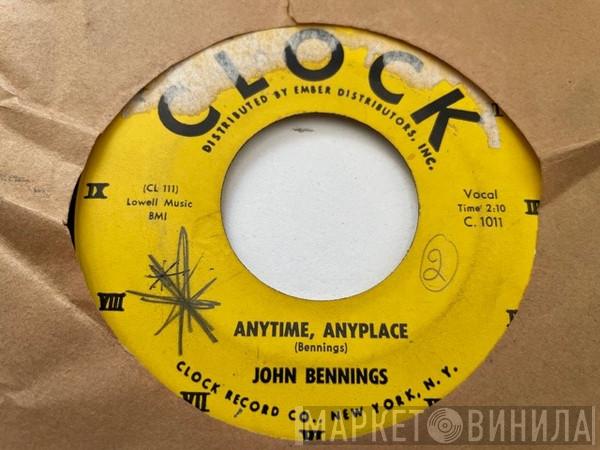 CLOCK
DISTRIBUTED BY EMBER DISTRIBUTORS, INC.
IX
(CL 111)
Lowell Music
BMI
Vocal
Time 2:10
C. 1011
2
VIII
ANYTIME, ANYPLACE
(Bennings)
JOHN BENNINGS
CLOCK RECORD CO., NEW YORK, N. Y.
VII
МАРКЕТ ВИНИЛА